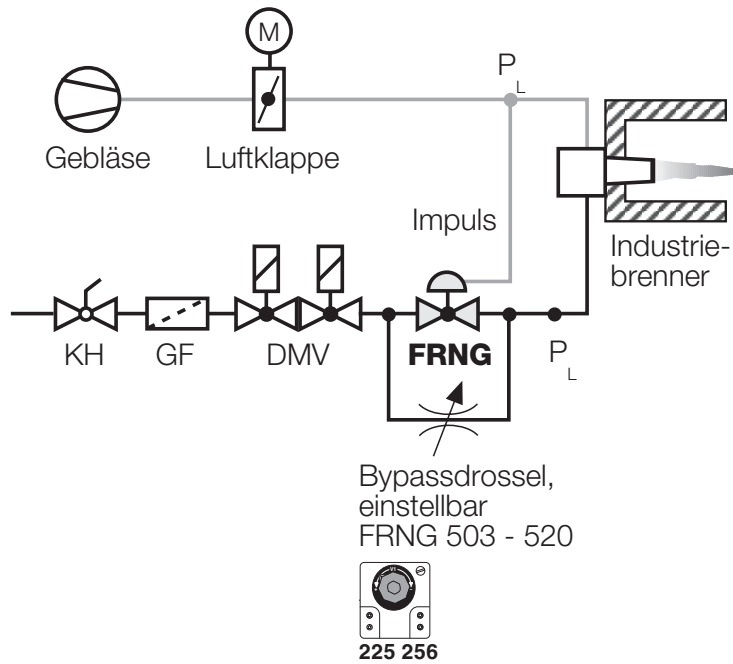 M
P
L
Gebläse
Luftklappe
Impuls
Industrie-
brenner
KH
GF
DMV
FRNG
P
L
Bypassdrossel,
einstellbar
FRNG 503 - 520
225 256